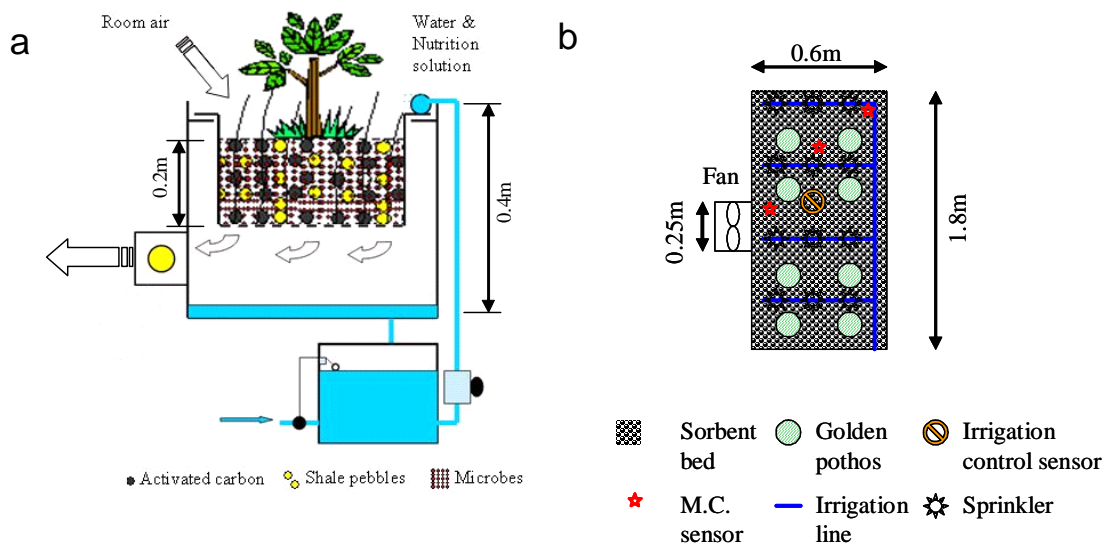 a
Room air
Water &
Nutrition
solution
0.2m
0.4m
Activated carbon
Shale pebbles
Microbes
b
0.6m
Fan
0.25m
1.8m
Sorbent
bed
Golden
pothos
Irrigation
control sensor
M.C.
sensor
Irrigation
line
Sprinkler